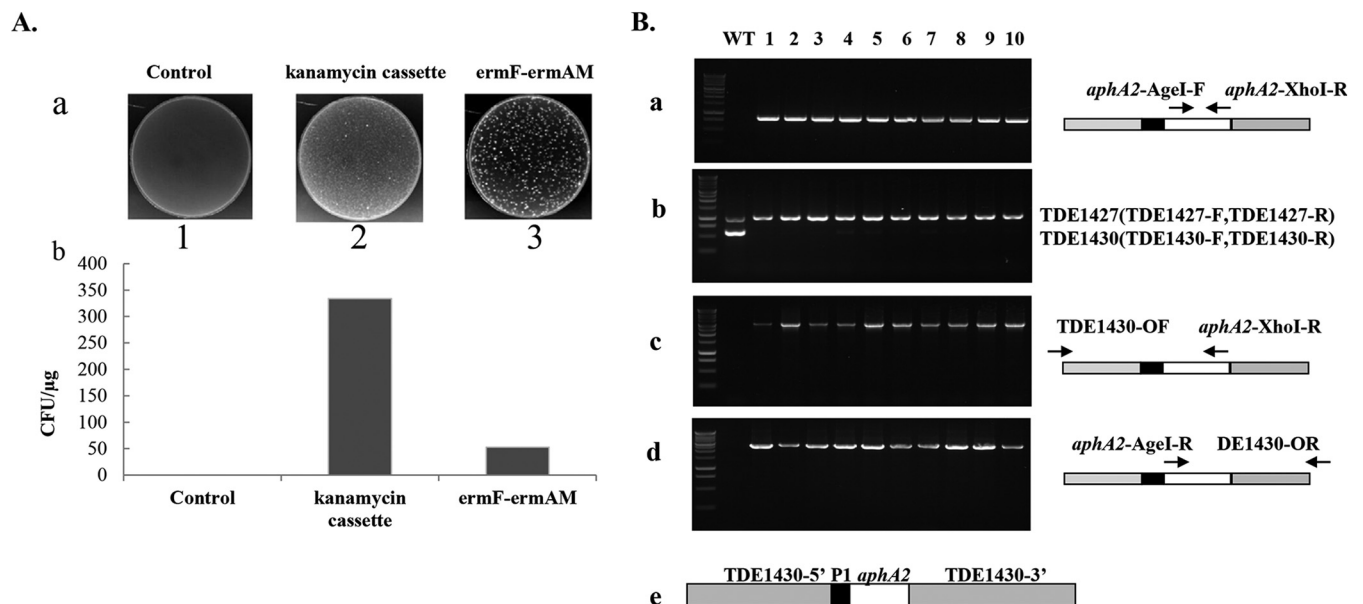 A.
Control kanamycin cassette ermF-ermAM
a
1 2 3
b
400
350
300
250
200
150
100
50
0
CFU/µg
Control kanamycin cassette ermF-ermAM
B.
WT 1 2 3 4 5 6 7 8 9 10
a
aphA2-AgeI-F aphA2-XhoI-R
b
TDE1427(TDE1427-F,TDE1427-R)
TDE1430(TDE1430-F,TDE1430-R)
c
TDE1430-OF aphA2-XhoI-R
d
aphA2-AgeI-R DE1430-OR
e
TDE1430-5’ P1 aphA2 TDE1430-3’